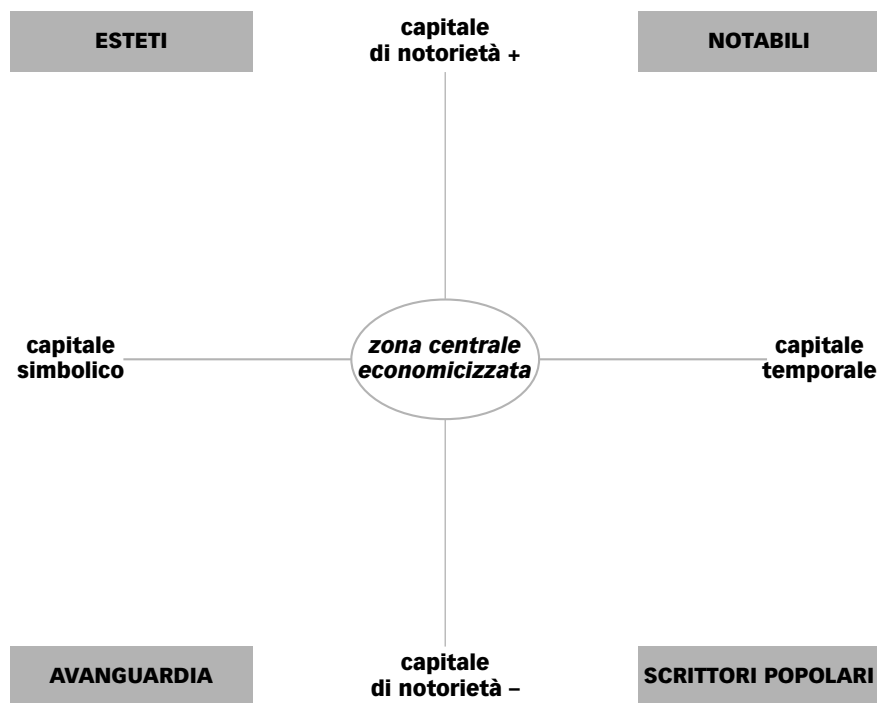 ESTETI
capitale
di notorietà +
NOTABILI
capitale
simbolico
zona centrale
economicizzata
capitale
temporale
AVANGUARDIA
capitale
di notorietà –
SCRITTORI POPOLARI